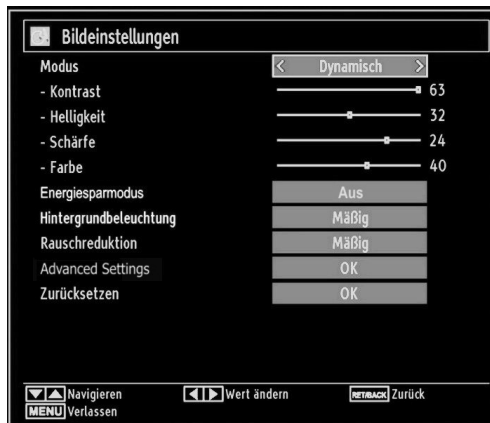 Bildeinstellungen
Modus < Dynamisch >
- Kontrast 63
- Helligkeit 32
- Schärfe 24
- Farbe 40
Energiesparmodus Aus
Hintergrundbeleuchtung Mäßig
Rauschreduktion Mäßig
Advanced Settings OK
Zurücksetzen OK
Navigieren Wert ändern RET/BACK Zurück
MENU Verlassen